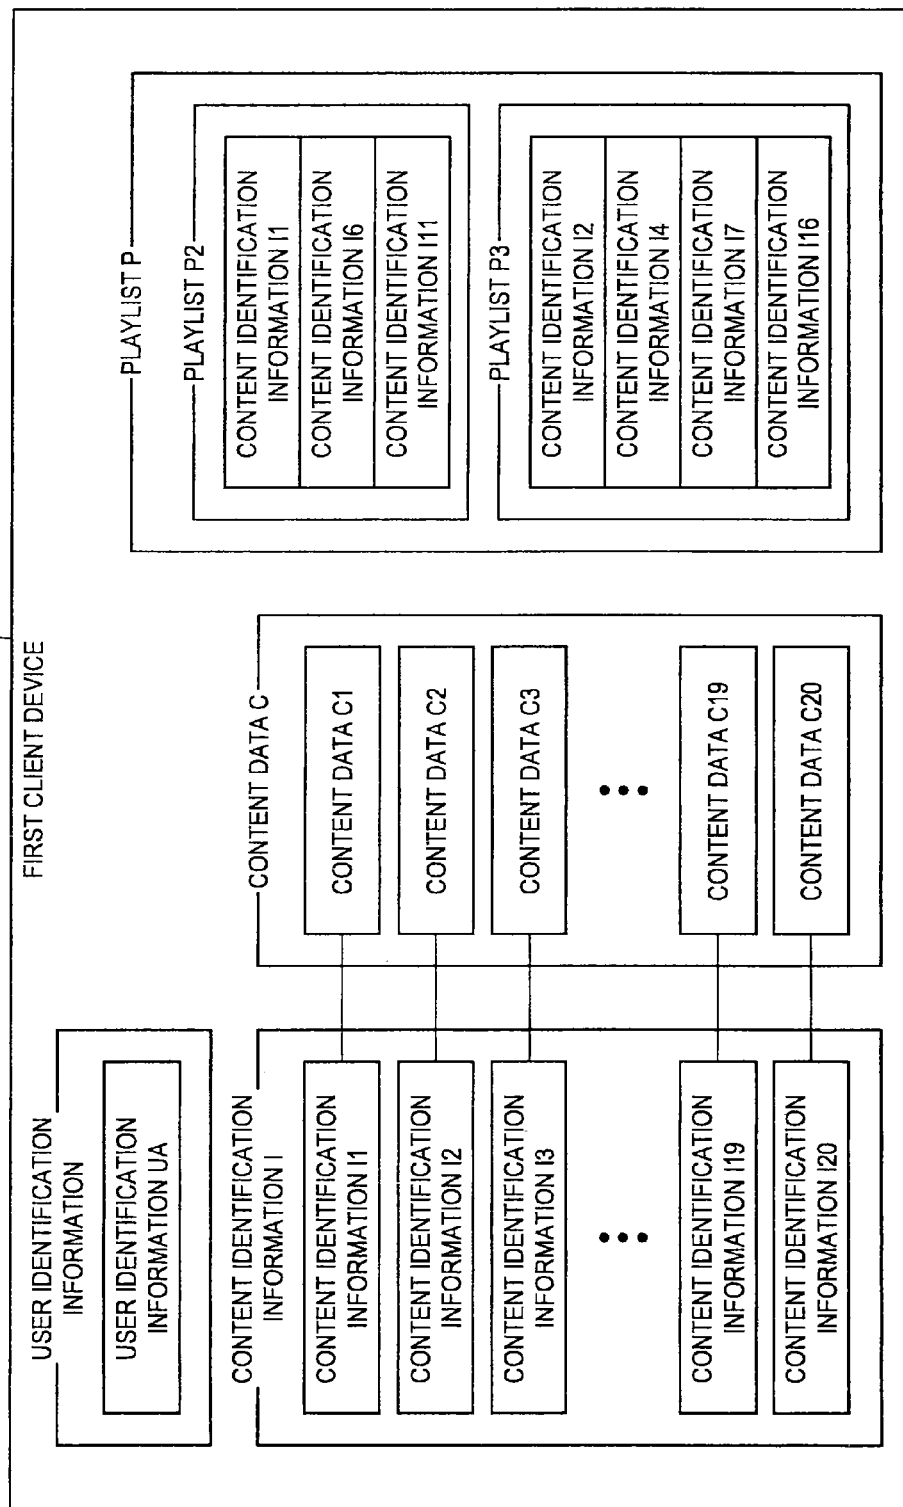 FIRST CLIENT DEVICE
USER IDENTIFICATION
INFORMATION
USER IDENTIFICATION
INFORMATION UA
CONTENT IDENTIFICATION
INFORMATION I
CONTENT IDENTIFICATION
INFORMATION I1
CONTENT IDENTIFICATION
INFORMATION I2
CONTENT IDENTIFICATION
INFORMATION I3
CONTENT IDENTIFICATION
INFORMATION I19
CONTENT IDENTIFICATION
INFORMATION I20
CONTENT DATA C
CONTENT DATA C1
CONTENT DATA C2
CONTENT DATA C3
CONTENT DATA C19
CONTENT DATA C20
PLAYLIST P
PLAYLIST P2
CONTENT IDENTIFICATION
INFORMATION I1
CONTENT IDENTIFICATION
INFORMATION I6
CONTENT IDENTIFICATION
INFORMATION I11
PLAYLIST P3
CONTENT IDENTIFICATION
INFORMATION I2
CONTENT IDENTIFICATION
INFORMATION I4
CONTENT IDENTIFICATION
INFORMATION I7
CONTENT IDENTIFICATION
INFORMATION I16